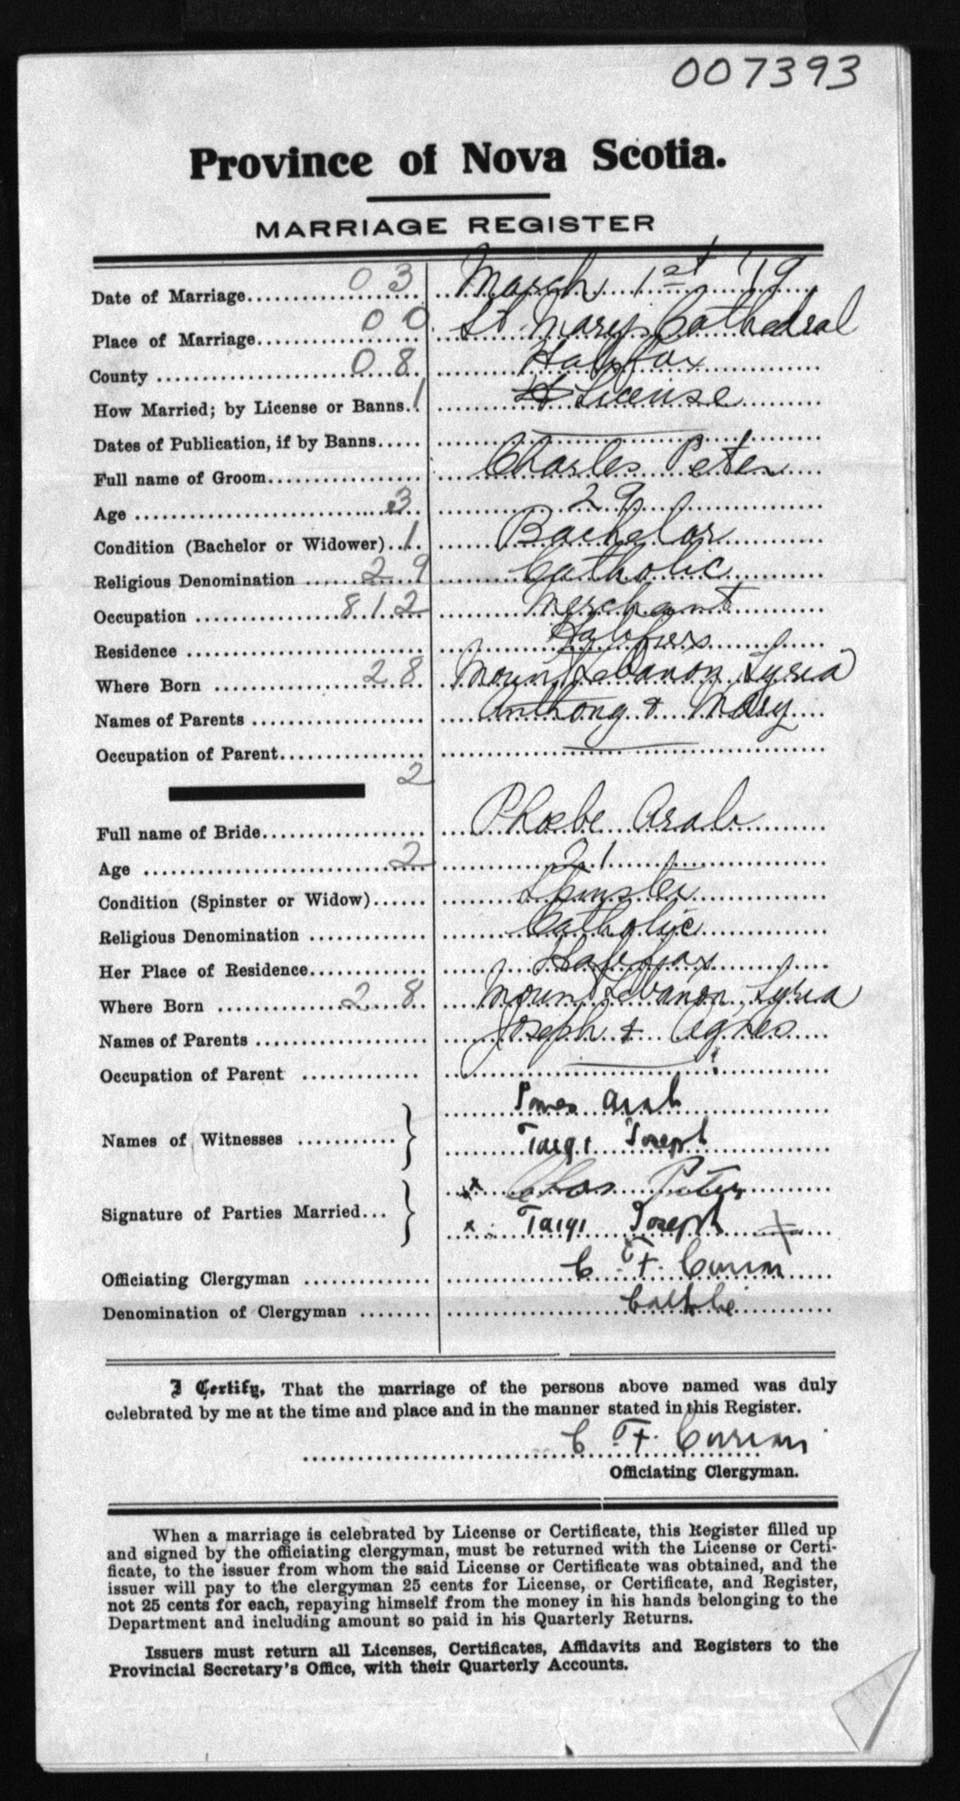 007393
Province of Nova Scotia.
MARRIAGE REGISTER
Date of Marriage 03 March 1st '19
Place of Marriage 00 St. Mary's Cathedral
County 08 Halifax
How Married; by License or Banns 1 License
Dates of Publication, if by Banns
Full name of Groom Charles Peter
Age 3 29
Condition (Bachelor or Widower) 1 Bachelor
Religious Denomination 29 Catholic
Occupation 812 Merchant
Residence Halifax
Where Born 28 Mount Lebanon, Syria
Names of Parents Anthony & Mary
Occupation of Parent
2
Full name of Bride Phoebe Arab
Age 2 21
Condition (Spinster or Widow) Spinster
Religious Denomination Catholic
Her Place of Residence Halifax
Where Born 28 Mount Lebanon, Syria
Names of Parents Joseph & Agnes
Occupation of Parent
Arab
Names of Witnesses } Joseph
x Chas Peter
Signature of Parties Married... } x Joseph x
Officiating Clergyman C. F. Curran
Denomination of Clergyman
I Certify, That the marriage of the persons above named was duly
celebrated by me at the time and place and in the manner stated in this Register.
C. F. Curran
Officiating Clergyman.
When a marriage is celebrated by License or Certificate, this Register filled up
and signed by the officiating clergyman, must be returned with the License or Certi-
ficate, to the issuer from whom the said License or Certificate was obtained, and the
issuer will pay to the clergyman 25 cents for License, or Certificate, and Register,
not 25 cents for each, repaying himself from the money in his hands belonging to the
Department and including amount so paid in his Quarterly Returns.
Issuers must return all Licenses, Certificates, Affidavits and Registers to the
Provincial Secretary's Office, with their Quarterly Accounts.